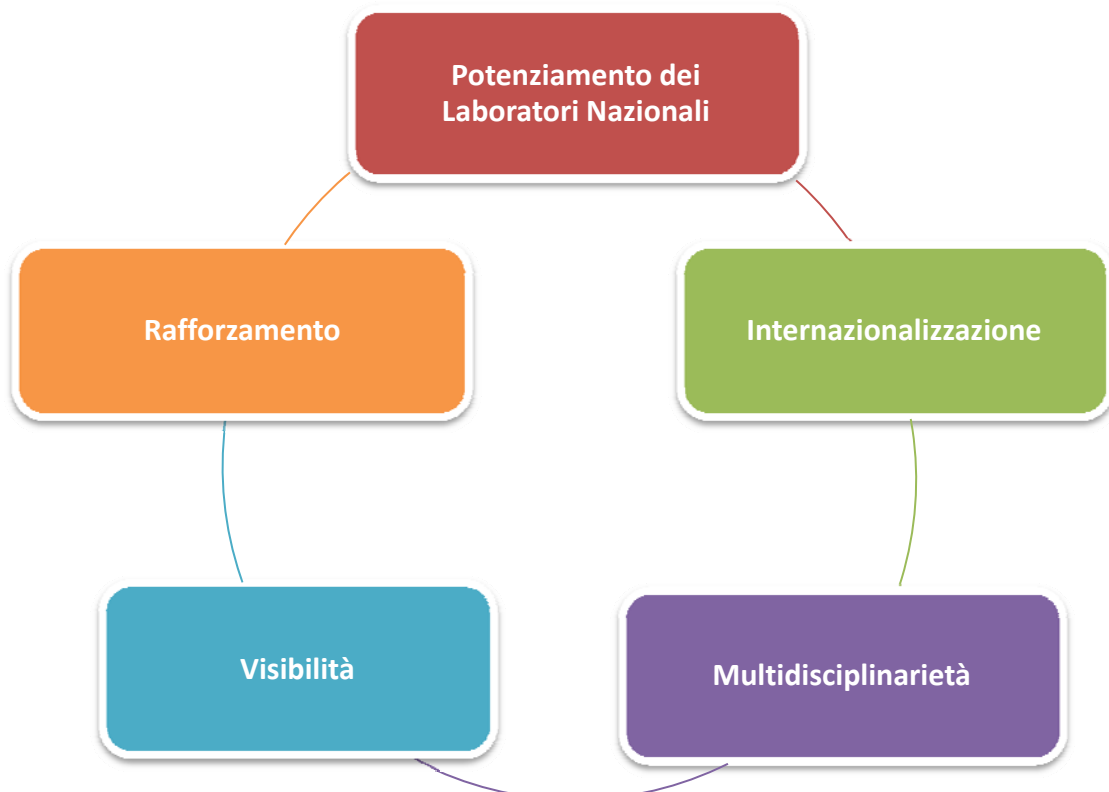 Potenziamento dei
Laboratori Nazionali
Rafforzamento
Internazionalizzazione
Visibilità
Multidisciplinarietà